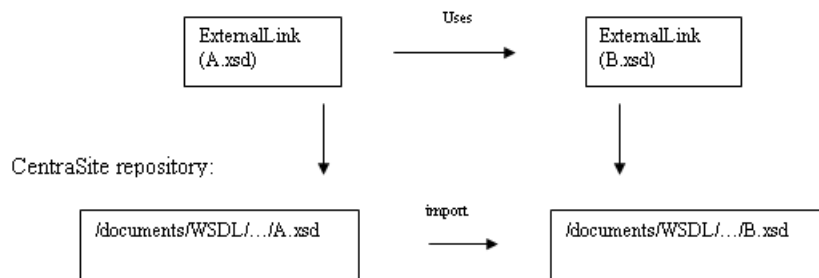 Uses
ExternalLink
(A.xsd)
ExternalLink
(B.xsd)
CentraSite repository:
import
/documents/WSDL/.../A.xsd
/documents/WSDL/.../B.xsd